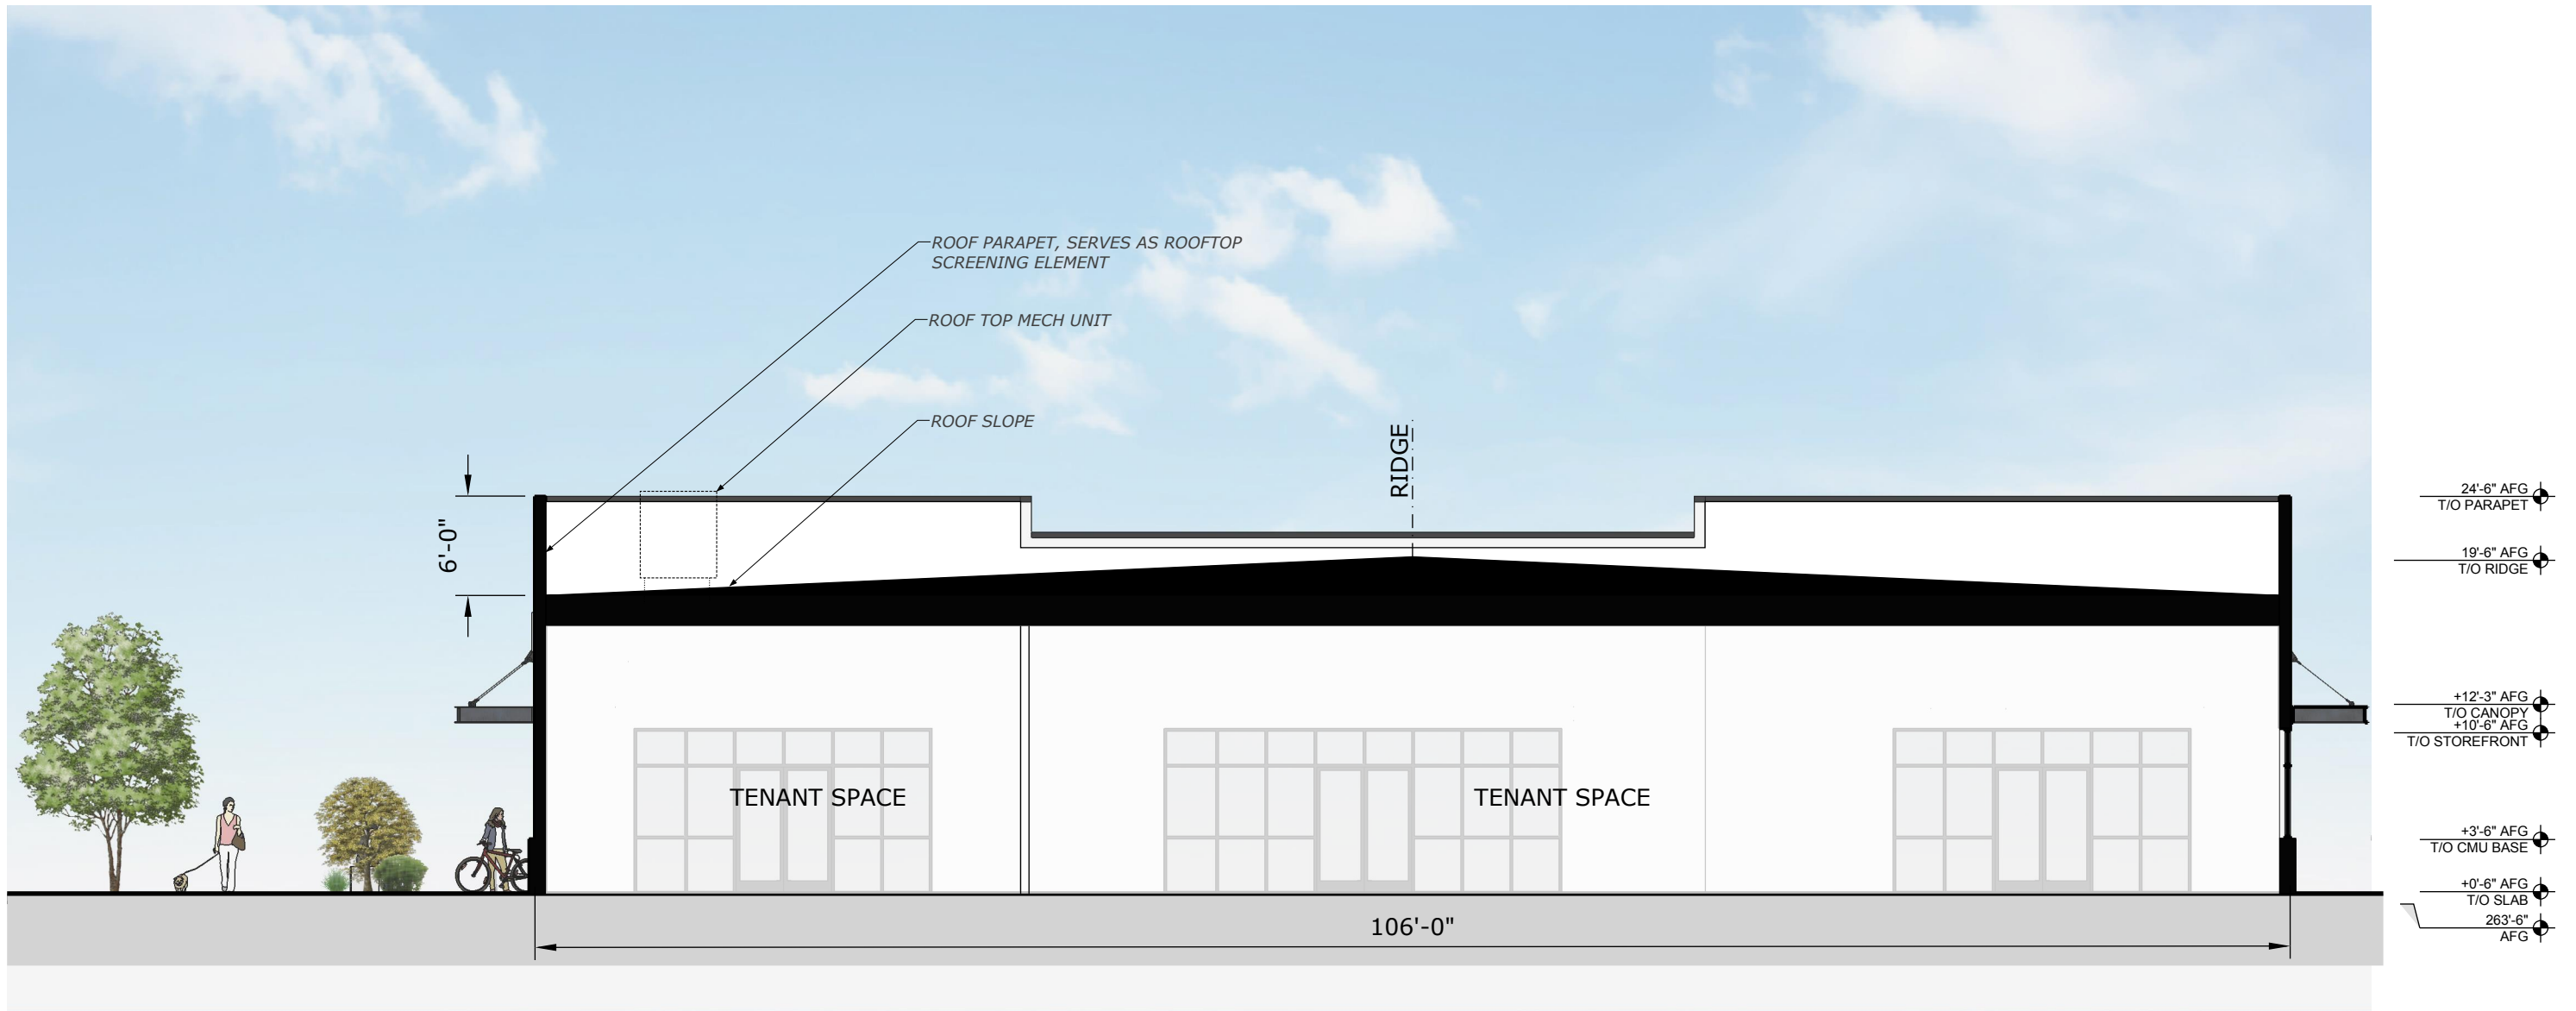 ROOF PARAPET, SERVES AS ROOFTOP
SCREENING ELEMENT
ROOF TOP MECH UNIT
ROOF SLOPE
RIDGE
6'-0"
24'-6" AFG
T/O PARAPET
19'-6" AFG
T/O RIDGE
+12'-3" AFG
T/O CANOPY
+10'-6" AFG
T/O STOREFRONT
TENANT SPACE
TENANT SPACE
+3'-6" AFG
T/O CMU BASE
+0'-6" AFG
T/O SLAB
263'-6"
AFG
106'-0"